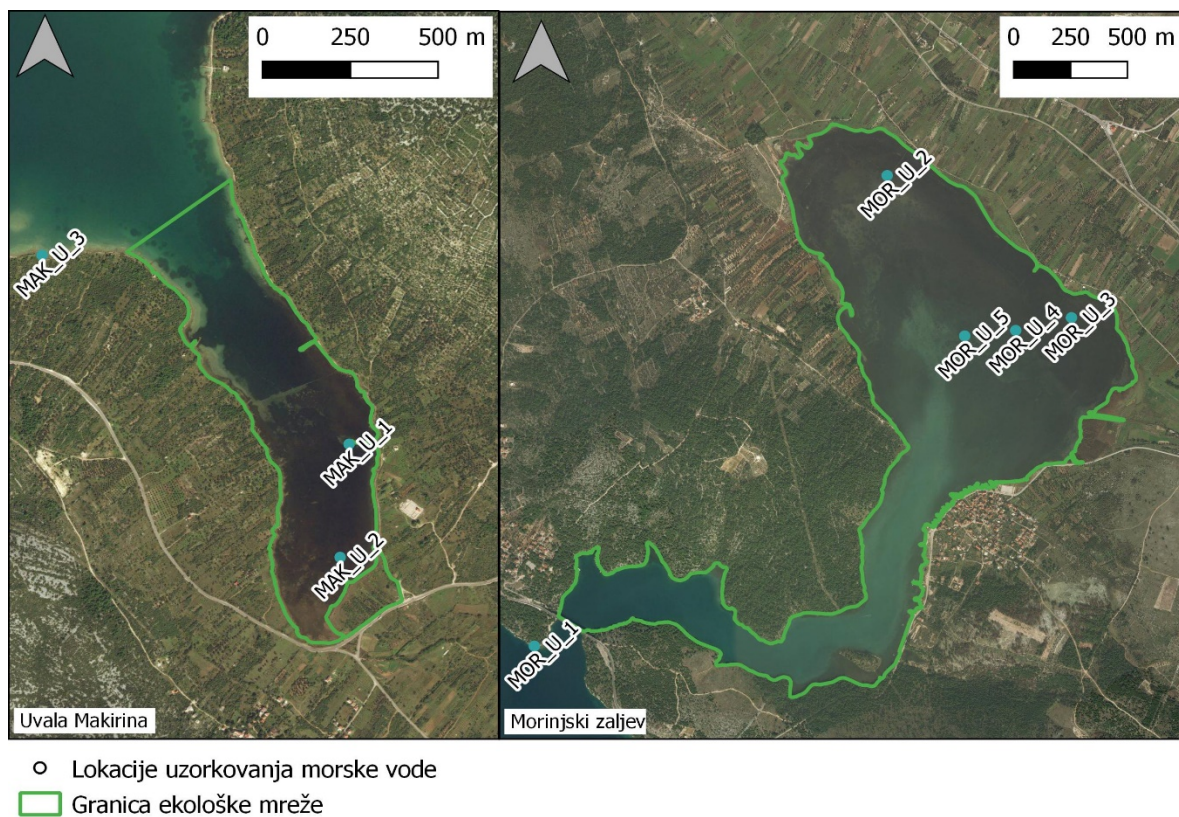 0 250 500 m
MAK_U_3
MAK_U_1
MAK_U_2
Uvala Makirina
0 250 500 m
MOR_U_2
MOR_U_5
MOR_U_4
MOR_U_3
MOR_U_1
Morinjski zaljev
Lokacije uzorkovanja morske vode
Granica ekološke mreže